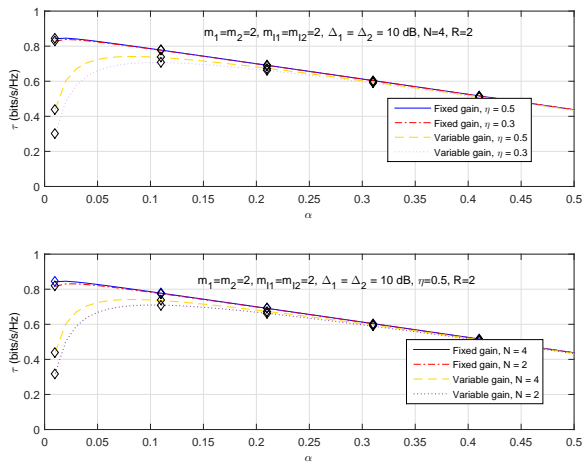 m1=m2=2, mI1=mI2=2, Δ1 = Δ2 = 10 dB, N=4, R=2
1
0.8
0.6
0.4
0.2
0
τ (bits/s/Hz)
Fixed gain, η = 0.5
Fixed gain, η = 0.3
Variable gain, η = 0.5
Variable gain, η = 0.3
0 0.05 0.1 0.15 0.2 0.25 0.3 0.35 0.4 0.45 0.5
α
m1=m2=2, mI1=mI2=2, Δ1 = Δ2 = 10 dB, η=0.5, R=2
1
0.8
0.6
0.4
0.2
0
τ (bits/s/Hz)
Fixed gain, N = 4
Fixed gain, N = 2
Variable gain, N = 4
Variable gain, N = 2
0 0.05 0.1 0.15 0.2 0.25 0.3 0.35 0.4 0.45 0.5
α